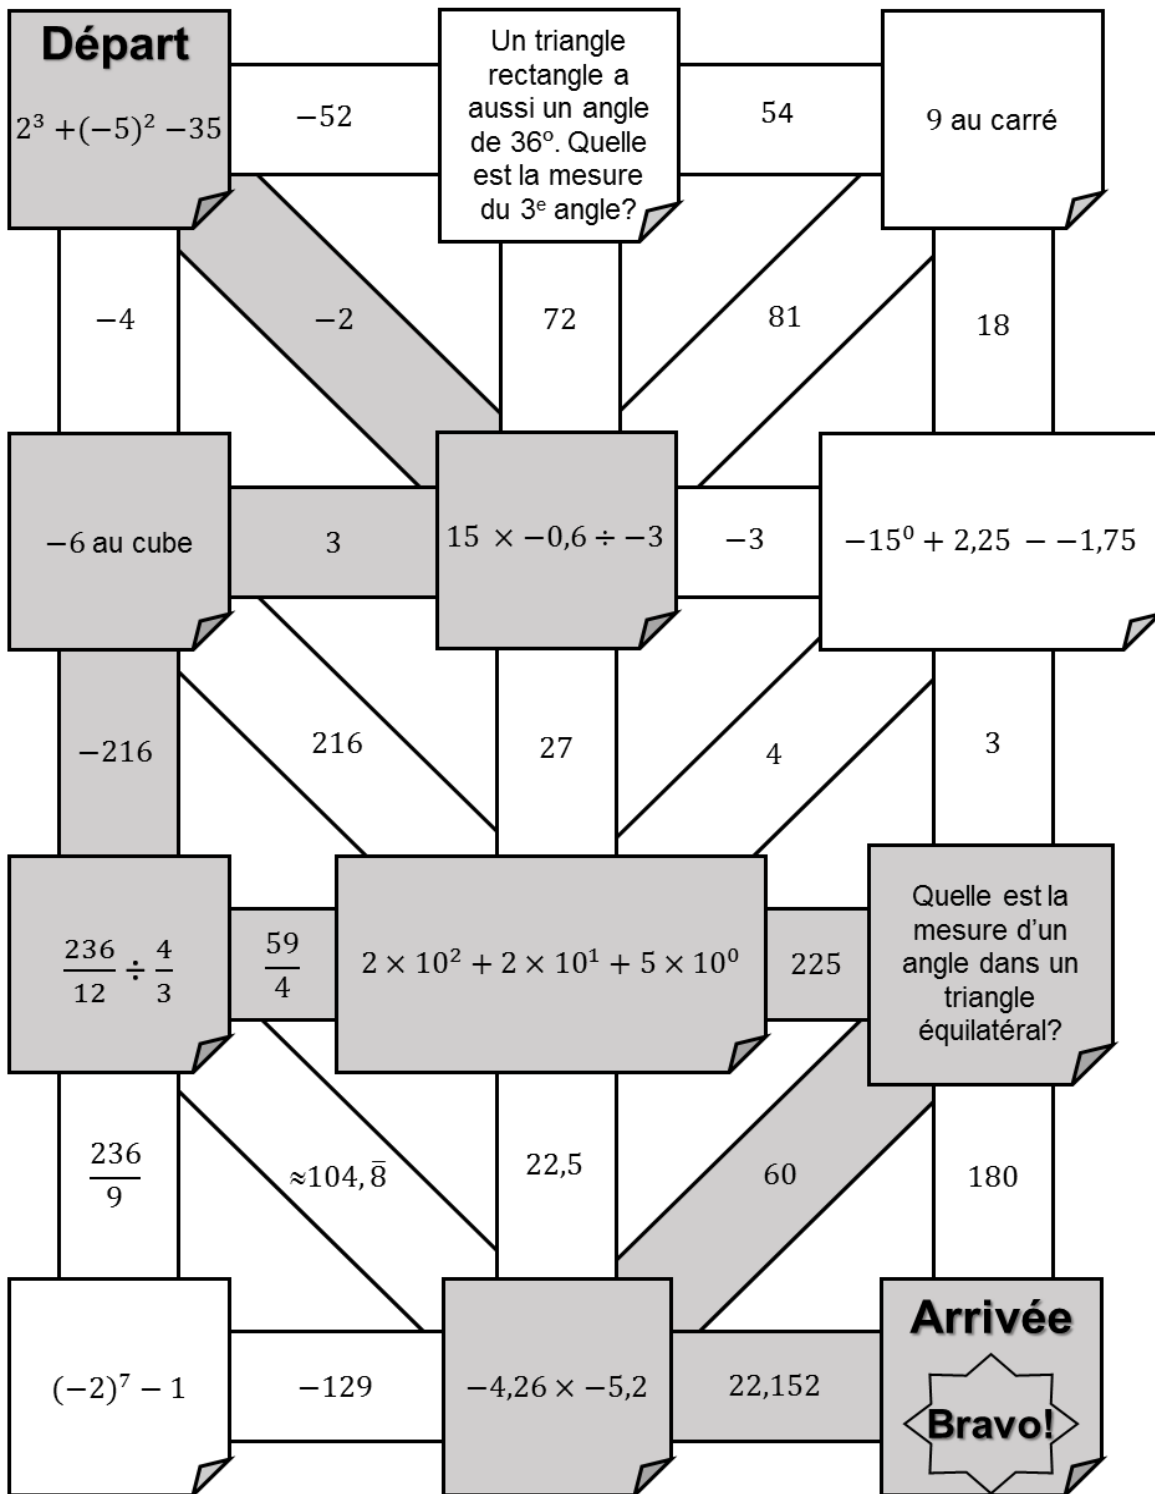 Départ
2³ + (−5)² − 35
−52
Un triangle
rectangle a
aussi un angle
de 36º. Quelle
est la mesure
du 3ᵉ angle?
54
9 au carré
−4
−2
72
81
18
−6 au cube
3
15 × −0,6 ÷ −3
−3
−15⁰ + 2,25 − −1,75
−216
216
27
4
3
236/12 ÷ 4/3
59/4
2 × 10² + 2 × 10¹ + 5 × 10⁰
225
Quelle est la
mesure d’un
angle dans un
triangle
équilatéral?
236/9
≈104,8̅
22,5
60
180
(−2)⁷ − 1
−129
−4,26 × −5,2
22,152
Arrivée
Bravo!